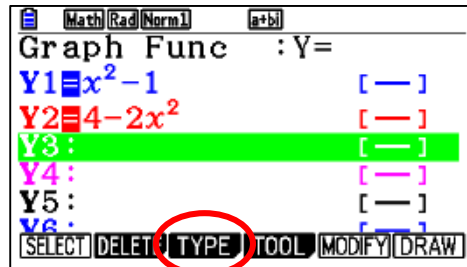 Math Rad Norm1 a+bi
Graph Func :Y=
Y1=x²−1 [—]
Y2=4−2x² [—]
Y3: [—]
Y4: [—]
Y5: [—]
Y6: [—]
SELECT DELETE TYPE TOOL MODIFY DRAW